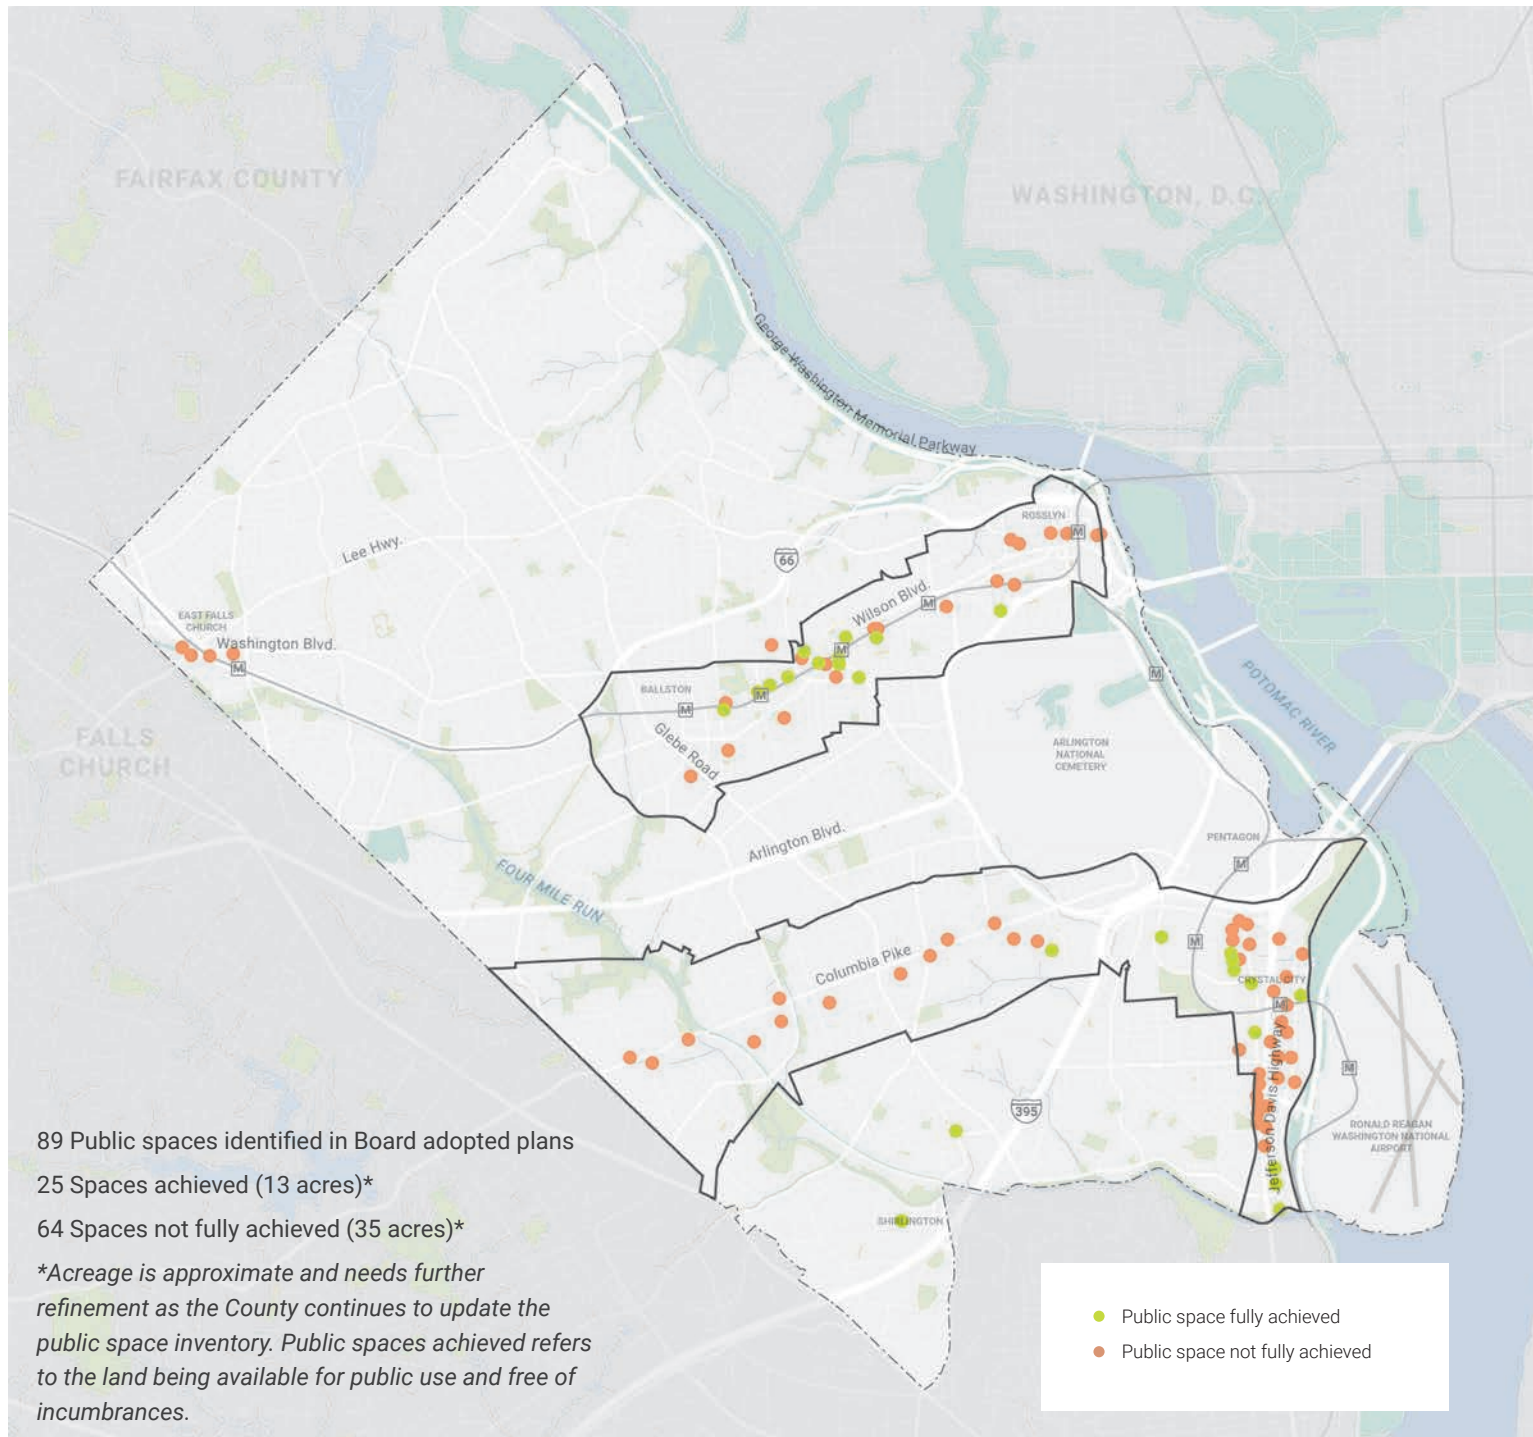 FAIRFAX COUNTY
WASHINGTON, D.C.
George Washington Memorial Parkway
ROSSLYN
M
Lee Hwy.
66
Wilson Blvd.
M
EAST FALLS
CHURCH
Washington Blvd.
M
M
BALLSTON
M
M
M
POTOMAC RIVER
Glebe Road
FALLS
CHURCH
ARLINGTON
NATIONAL
CEMETERY
Arlington Blvd.
PENTAGON
M
FOUR MILE RUN
Columbia Pike
M
CRYSTAL CITY
M
Jefferson Davis Highway
M
395
RONALD REAGAN
WASHINGTON NATIONAL
AIRPORT
SHIRLINGTON
89 Public spaces identified in Board adopted plans
25 Spaces achieved (13 acres)*
64 Spaces not fully achieved (35 acres)*
*Acreage is approximate and needs further
refinement as the County continues to update the
public space inventory. Public spaces achieved refers
to the land being available for public use and free of
incumbrances.
Public space fully achieved
Public space not fully achieved